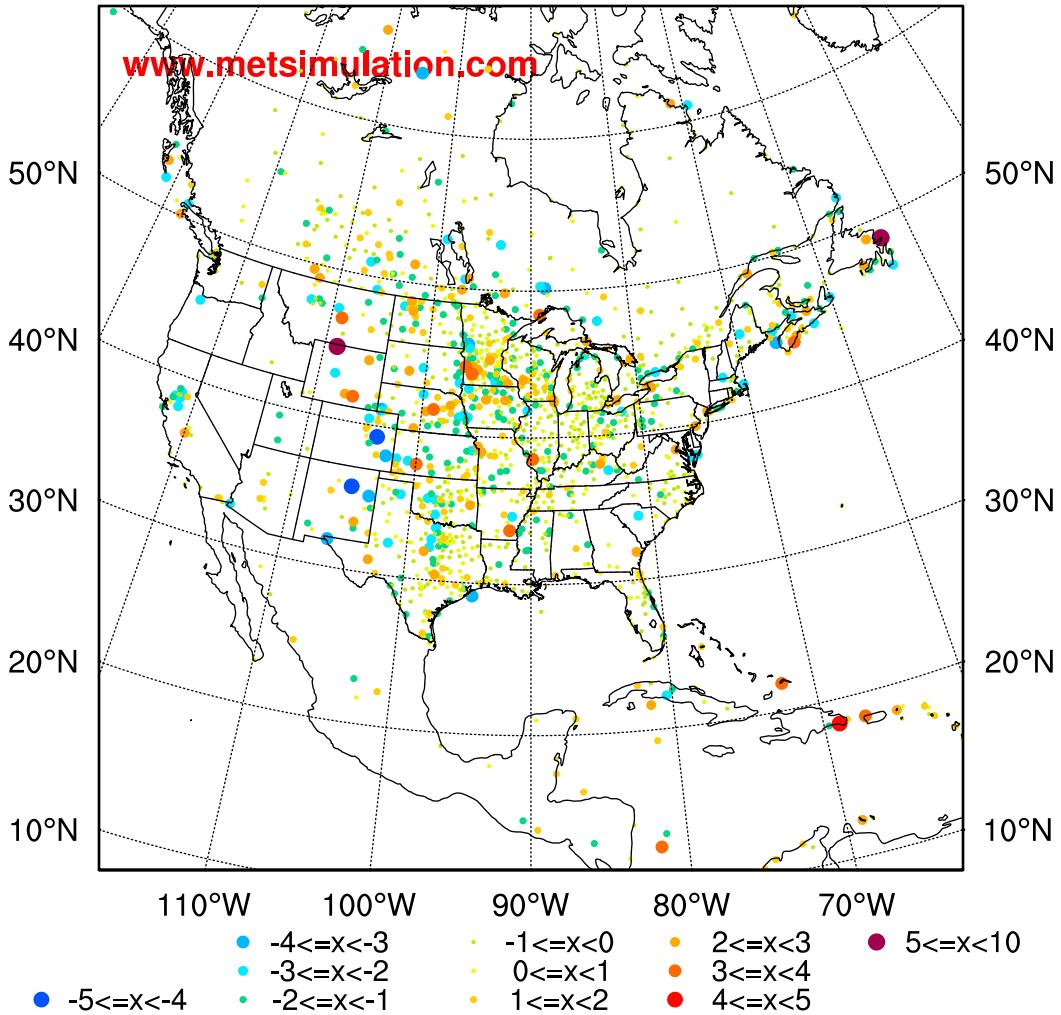 www.metsimulation.com
50°N 50°N
40°N 40°N
30°N 30°N
20°N 20°N
10°N 10°N
110°W 100°W 90°W 80°W 70°W
-4<=x<-3 -1<=x<0 2<=x<3 5<=x<10
-3<=x<-2 0<=x<1 3<=x<4
-5<=x<-4 -2<=x<-1 1<=x<2 4<=x<5